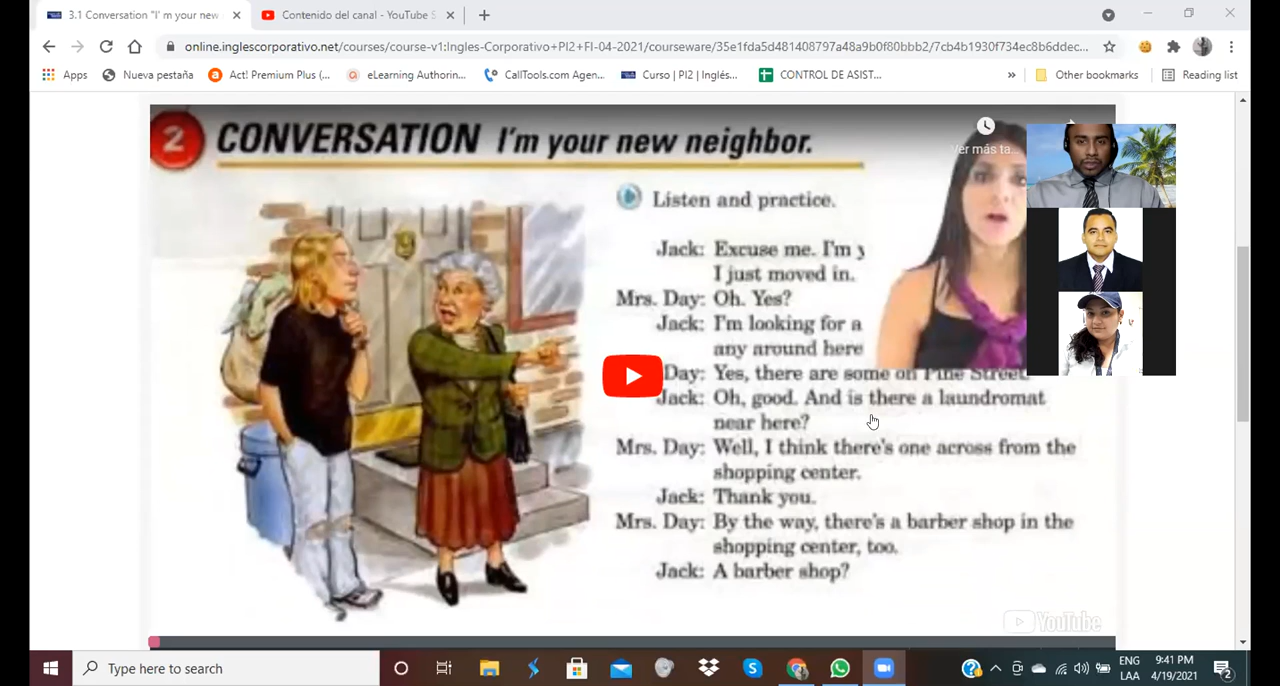 3.1 Conversation "I' m your new
Contenido del canal - YouTube S
online.inglescorporativo.net/courses/course-v1:Ingles-Corporativo+PI2+FI-04-2021/courseware/35e1fda5d481408797a48a9b0f80bbb2/7cb4b1930f734ec8b6ddec...
Apps
Nueva pestaña
Act! Premium Plus (...
eLearning Authorin...
CallTools.com Agen...
Curso | PI2 | Inglés...
CONTROL DE ASIST...
»
Other bookmarks
Reading list
2 CONVERSATION I'm your new neighbor.
Ver más ta...
Listen and practice.
Jack: Excuse me. I'm
I just moved in.
Mrs. Day: Oh. Yes?
Jack: I'm looking for a
any around here
Day: Yes, there are some on Pine Street.
Jack: Oh, good. And is there a laundromat
near here?
Mrs. Day: Well, I think there's one across from the
shopping center.
Jack: Thank you.
Mrs. Day: By the way, there's a barber shop in the
shopping center, too.
Jack: A barber shop?
YouTube
Type here to search
ENG
LAA
9:41 PM
4/19/2021
2